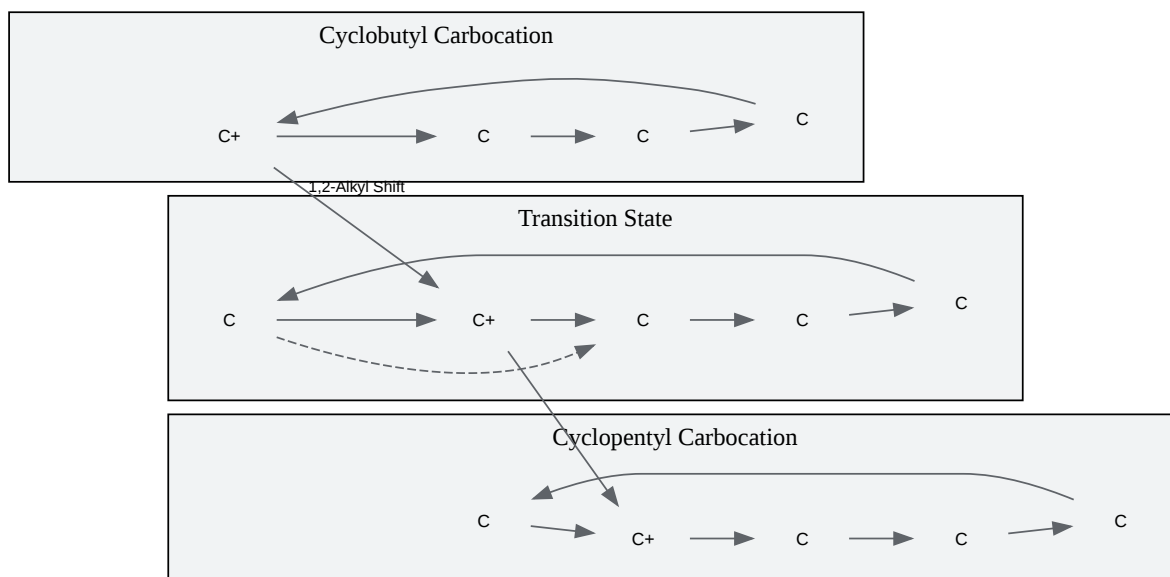 Cyclobutyl Carbocation
C+ C C C
1,2-Alkyl Shift
Transition State
C C+ C C C
Cyclopentyl Carbocation
C C+ C C C